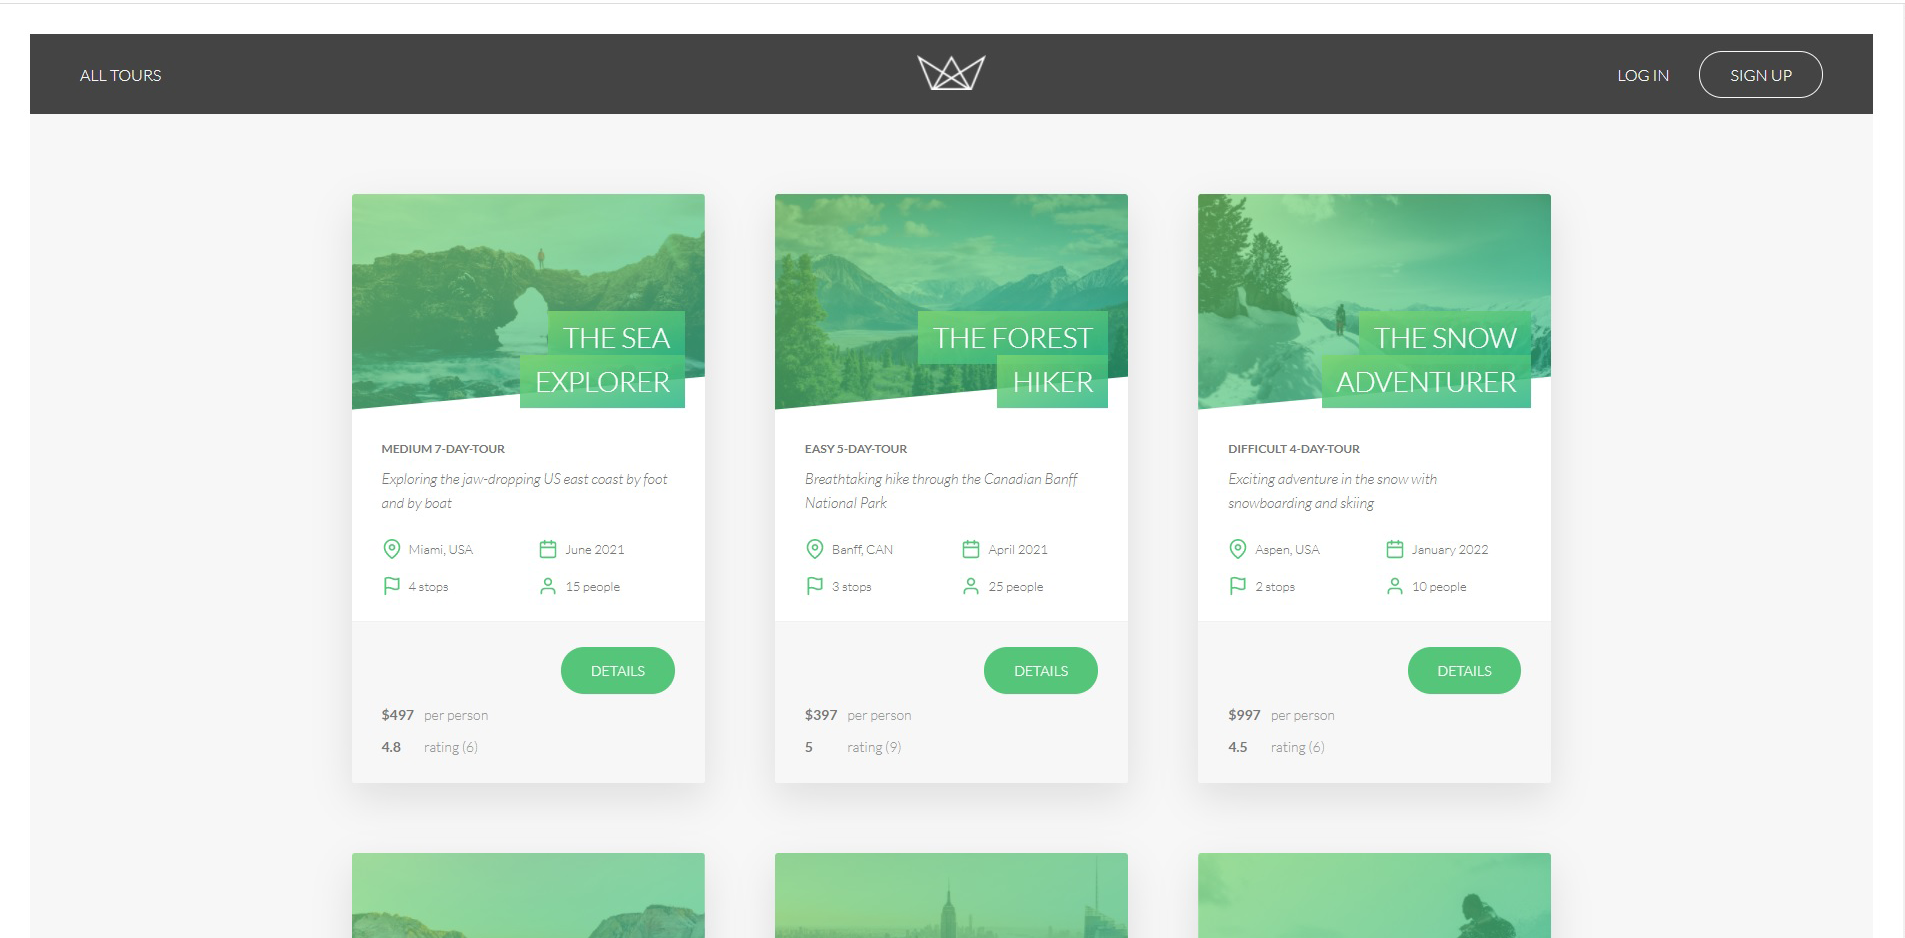 ALL TOURS
LOG IN
SIGN UP
THE SEA
EXPLORER
MEDIUM 7-DAY-TOUR
Exploring the jaw-dropping US east coast by foot
and by boat
Miami, USA
June 2021
4 stops
15 people
DETAILS
$497 per person
4.8 rating (6)
THE FOREST
HIKER
EASY 5-DAY-TOUR
Breathtaking hike through the Canadian Banff
National Park
Banff, CAN
April 2021
3 stops
25 people
DETAILS
$397 per person
5 rating (9)
THE SNOW
ADVENTURER
DIFFICULT 4-DAY-TOUR
Exciting adventure in the snow with
snowboarding and skiing
Aspen, USA
January 2022
2 stops
10 people
DETAILS
$997 per person
4.5 rating (6)